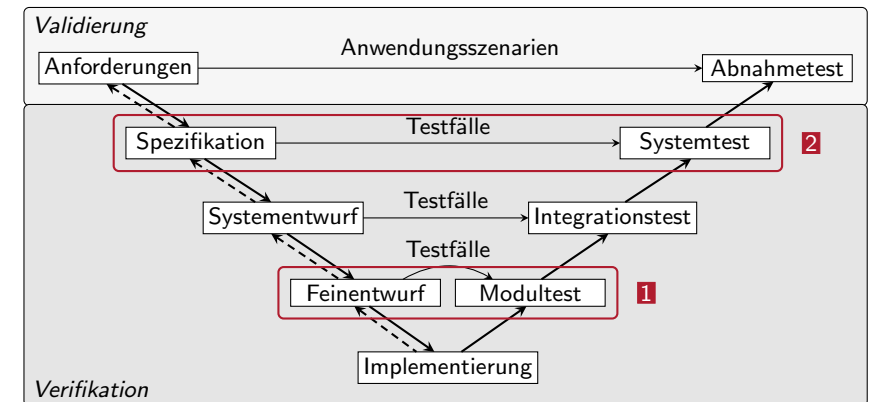 Validierung
Anwendungsszenarien
Anforderungen
Abnahmetest
Testfälle
Spezifikation
Systemtest
2
Testfälle
Systementwurf
Integrationstest
Testfälle
Feinentwurf
Modultest
1
Implementierung
Verifikation